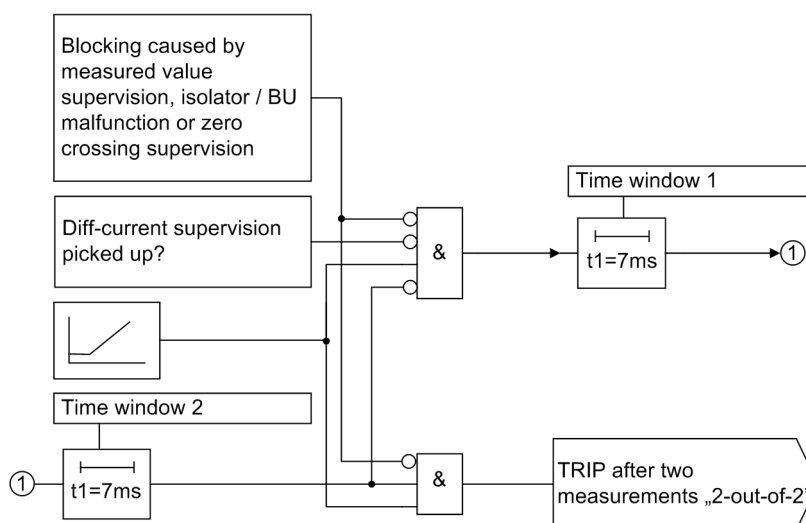 Blocking caused by
measured value
supervision, isolator / BU
malfunction or zero
crossing supervision
Time window 1
Diff-current supervision
picked up?
&
t1=7ms
1
Time window 2
1
t1=7ms
&
TRIP after two
measurements „2-out-of-2"